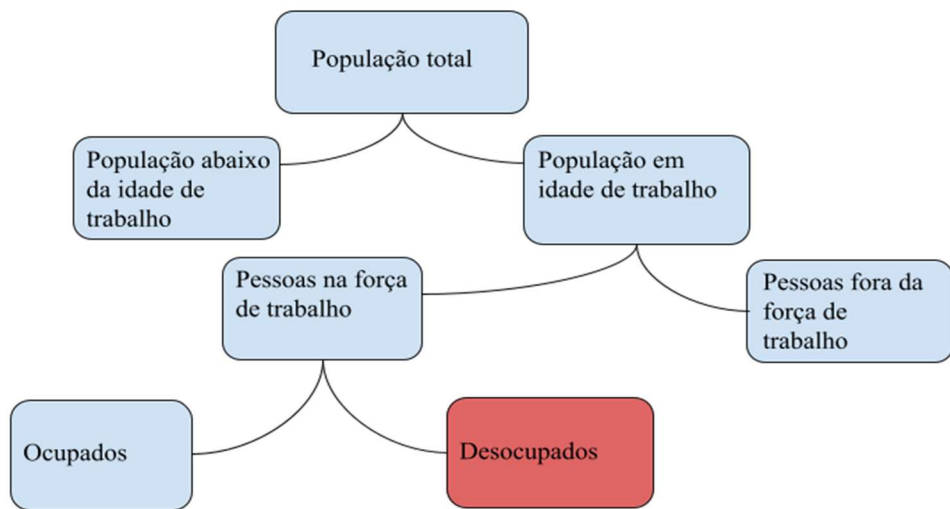 População total
População abaixo
da idade de
trabalho
População em
idade de trabalho
Pessoas na força
de trabalho
Pessoas fora da
força de
trabalho
Ocupados
Desocupados